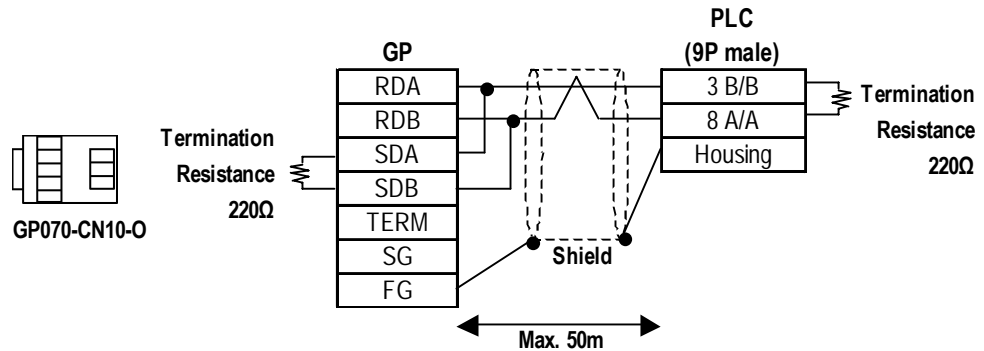 PLC
GP
(9P male)
RDA
3 B/B
RDB
8 A/A
Termination
Resistance
220Ω
SDA
Housing
SDB
TERM
SG
FG
Termination
Resistance
220Ω
GP070-CN10-O
Shield
Max. 50m